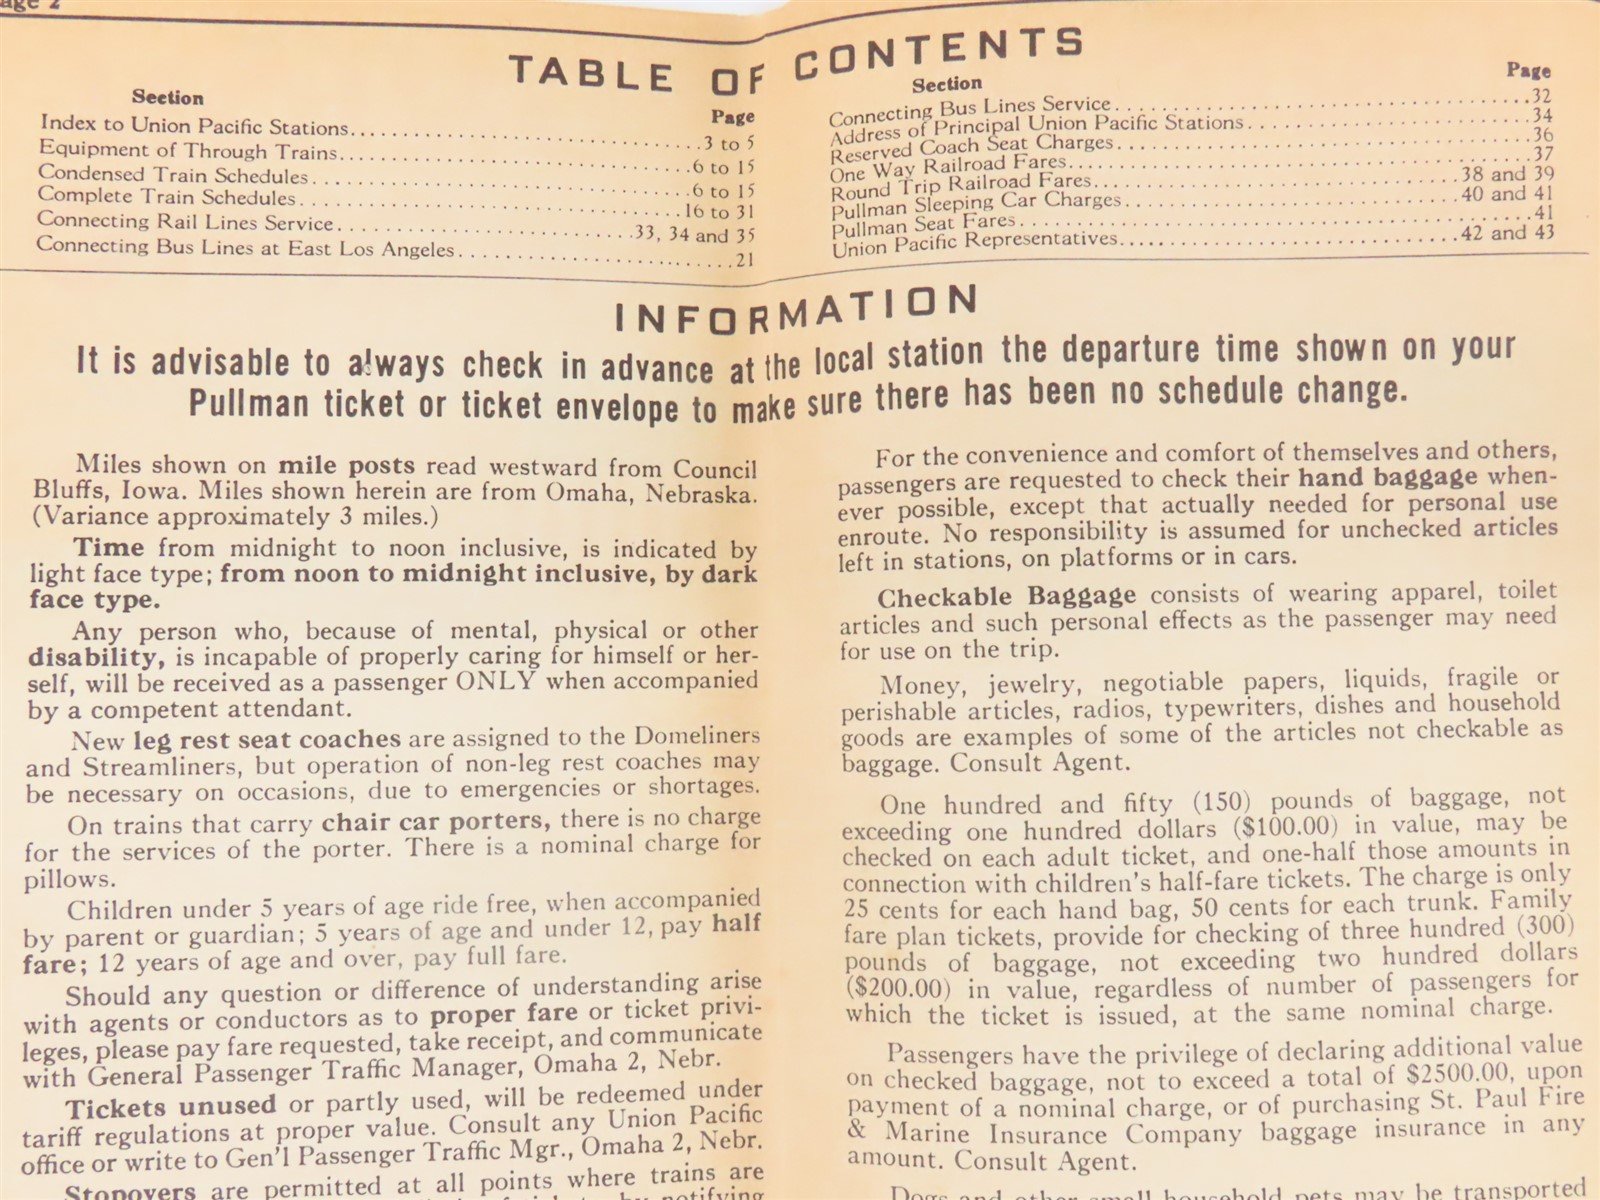 age 2
TABLE OF CONTENTS
Section Page
Index to Union Pacific Stations 3 to 5
Equipment of Through Trains 6 to 15
Condensed Train Schedules 6 to 15
Complete Train Schedules 16 to 31
Connecting Rail Lines Service 33, 34 and 35
Connecting Bus Lines at East Los Angeles 21
Section Page
Connecting Bus Lines Service 32
Address of Principal Union Pacific Stations 34
Reserved Coach Seat Charges 36
One Way Railroad Fares 37
Round Trip Railroad Fares 38 and 39
Pullman Sleeping Car Charges 40 and 41
Pullman Seat Fares 41
Union Pacific Representatives 42 and 43
INFORMATION
It is advisable to always check in advance at the local station the departure time shown on your
Pullman ticket or ticket envelope to make sure there has been no schedule change.
Miles shown on mile posts read westward from Council
Bluffs, Iowa. Miles shown herein are from Omaha, Nebraska.
(Variance approximately 3 miles.)
Time from midnight to noon inclusive, is indicated by
light face type; from noon to midnight inclusive, by dark
face type.
Any person who, because of mental, physical or other
disability, is incapable of properly caring for himself or her-
self, will be received as a passenger ONLY when accompanied
by a competent attendant.
New leg rest seat coaches are assigned to the Domeliners
and Streamliners, but operation of non-leg rest coaches may
be necessary on occasions, due to emergencies or shortages.
On trains that carry chair car porters, there is no charge
for the services of the porter. There is a nominal charge for
pillows.
Children under 5 years of age ride free, when accompanied
by parent or guardian; 5 years of age and under 12, pay half
fare; 12 years of age and over, pay full fare.
Should any question or difference of understanding arise
with agents or conductors as to proper fare or ticket privi-
leges, please pay fare requested, take receipt, and communicate
with General Passenger Traffic Manager, Omaha 2, Nebr.
Tickets unused or partly used, will be redeemed under
tariff regulations at proper value. Consult any Union Pacific
office or write to Gen'l Passenger Traffic Mgr., Omaha 2, Nebr.
Stopovers are permitted at all points where trains are
by notifying
For the convenience and comfort of themselves and others,
passengers are requested to check their hand baggage when-
ever possible, except that actually needed for personal use
enroute. No responsibility is assumed for unchecked articles
left in stations, on platforms or in cars.
Checkable Baggage consists of wearing apparel, toilet
articles and such personal effects as the passenger may need
for use on the trip.
Money, jewelry, negotiable papers, liquids, fragile or
perishable articles, radios, typewriters, dishes and household
goods are examples of some of the articles not checkable as
baggage. Consult Agent.
One hundred and fifty (150) pounds of baggage, not
exceeding one hundred dollars ($100.00) in value, may be
checked on each adult ticket, and one-half those amounts in
connection with children's half-fare tickets. The charge is only
25 cents for each hand bag, 50 cents for each trunk. Family
fare plan tickets, provide for checking of three hundred (300)
pounds of baggage, not exceeding two hundred dollars
($200.00) in value, regardless of number of passengers for
which the ticket is issued, at the same nominal charge.
Passengers have the privilege of declaring additional value
on checked baggage, not to exceed a total of $2500.00, upon
payment of a nominal charge, or of purchasing St. Paul Fire
& Marine Insurance Company baggage insurance in any
amount. Consult Agent.
Dogs and other small household pets may be transported